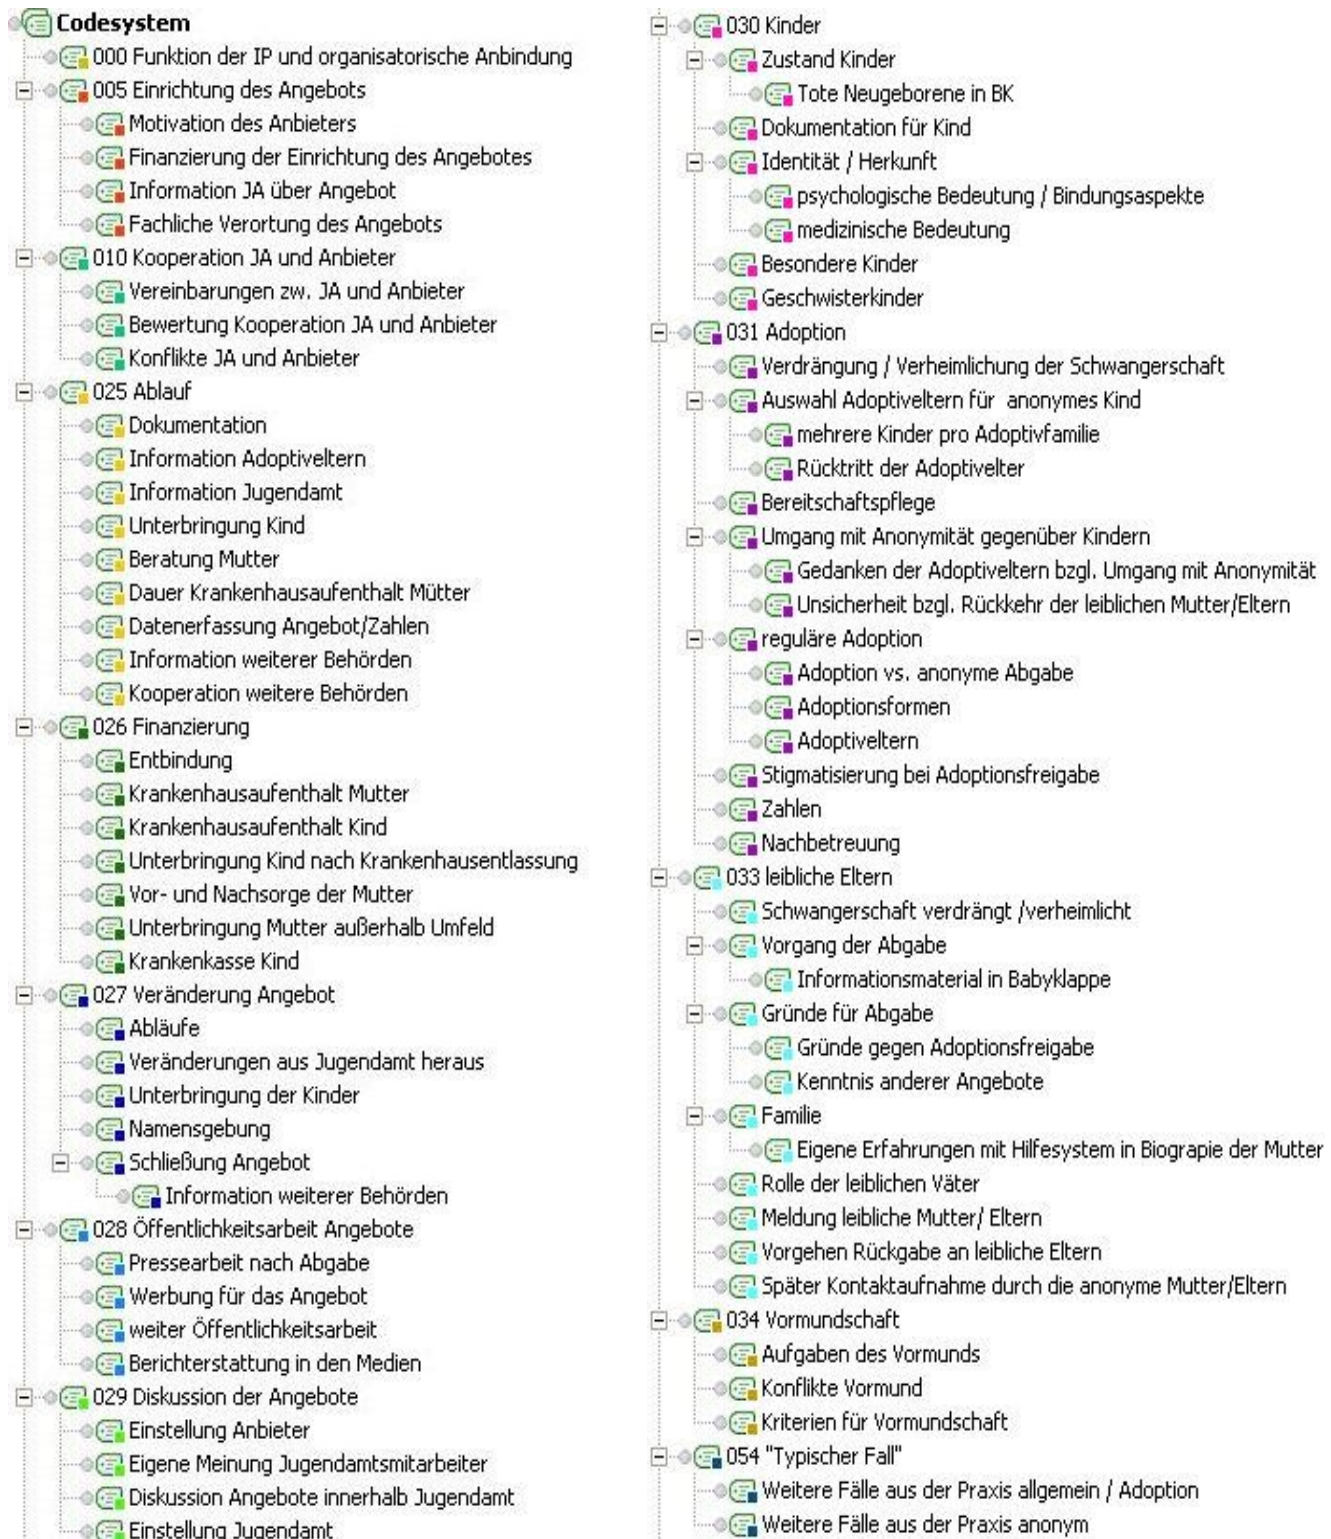 Codesystem
000 Funktion der IP und organisatorische Anbindung
005 Einrichtung des Angebots
Motivation des Anbieters
Finanzierung der Einrichtung des Angebotes
Information JA über Angebot
Fachliche Verortung des Angebots
010 Kooperation JA und Anbieter
Vereinbarungen zw. JA und Anbieter
Bewertung Kooperation JA und Anbieter
Konflikte JA und Anbieter
025 Ablauf
Dokumentation
Information Adoptiveltern
Information Jugendamt
Unterbringung Kind
Beratung Mutter
Dauer Krankenhausaufenthalt Mütter
Datenerfassung Angebot/Zahlen
Information weiterer Behörden
Kooperation weitere Behörden
026 Finanzierung
Entbindung
Krankenhausaufenthalt Mutter
Krankenhausaufenthalt Kind
Unterbringung Kind nach Krankenhausentlassung
Vor- und Nachsorge der Mutter
Unterbringung Mutter außerhalb Umfeld
Krankenkasse Kind
027 Veränderung Angebot
Abläufe
Veränderungen aus Jugendamt heraus
Unterbringung der Kinder
Namensgebung
Schließung Angebot
Information weiterer Behörden
028 Öffentlichkeitsarbeit Angebote
Pressearbeit nach Abgabe
Werbung für das Angebot
weiter Öffentlichkeitsarbeit
Berichterstattung in den Medien
029 Diskussion der Angebote
Einstellung Anbieter
Eigene Meinung Jugendamtsmitarbeiter
Diskussion Angebote innerhalb Jugendamt
Einstellung Jugendamt
030 Kinder
Zustand Kinder
Tote Neugeborene in BK
Dokumentation für Kind
Identität / Herkunft
psychologische Bedeutung / Bindungsaspekte
medizinische Bedeutung
Besondere Kinder
Geschwisterkinder
031 Adoption
Verdrängung / Verheimlichung der Schwangerschaft
Auswahl Adoptiveltern für anonymes Kind
mehrere Kinder pro Adoptivfamilie
Rücktritt der Adoptivelter
Bereitschaftspflege
Umgang mit Anonymität gegenüber Kindern
Gedanken der Adoptiveltern bzgl. Umgang mit Anonymität
Unsicherheit bzgl. Rückkehr der leiblichen Mutter/Eltern
reguläre Adoption
Adoption vs. anonyme Abgabe
Adoptionsformen
Adoptiveltern
Stigmatisierung bei Adoptionsfreigabe
Zahlen
Nachbetreuung
033 leibliche Eltern
Schwangerschaft verdrängt /verheimlicht
Vorgang der Abgabe
Informationsmaterial in Babyklappe
Gründe für Abgabe
Gründe gegen Adoptionsfreigabe
Kenntnis anderer Angebote
Familie
Eigene Erfahrungen mit Hilfesystem in Biograpie der Mutter
Rolle der leiblichen Väter
Meldung leibliche Mutter/ Eltern
Vorgehen Rückgabe an leibliche Eltern
Später Kontaktaufnahme durch die anonyme Mutter/Eltern
034 Vormundschaft
Aufgaben des Vormunds
Konflikte Vormund
Kriterien für Vormundschaft
054 "Typischer Fall"
Weitere Fälle aus der Praxis allgemein / Adoption
Weitere Fälle aus der Praxis anonym